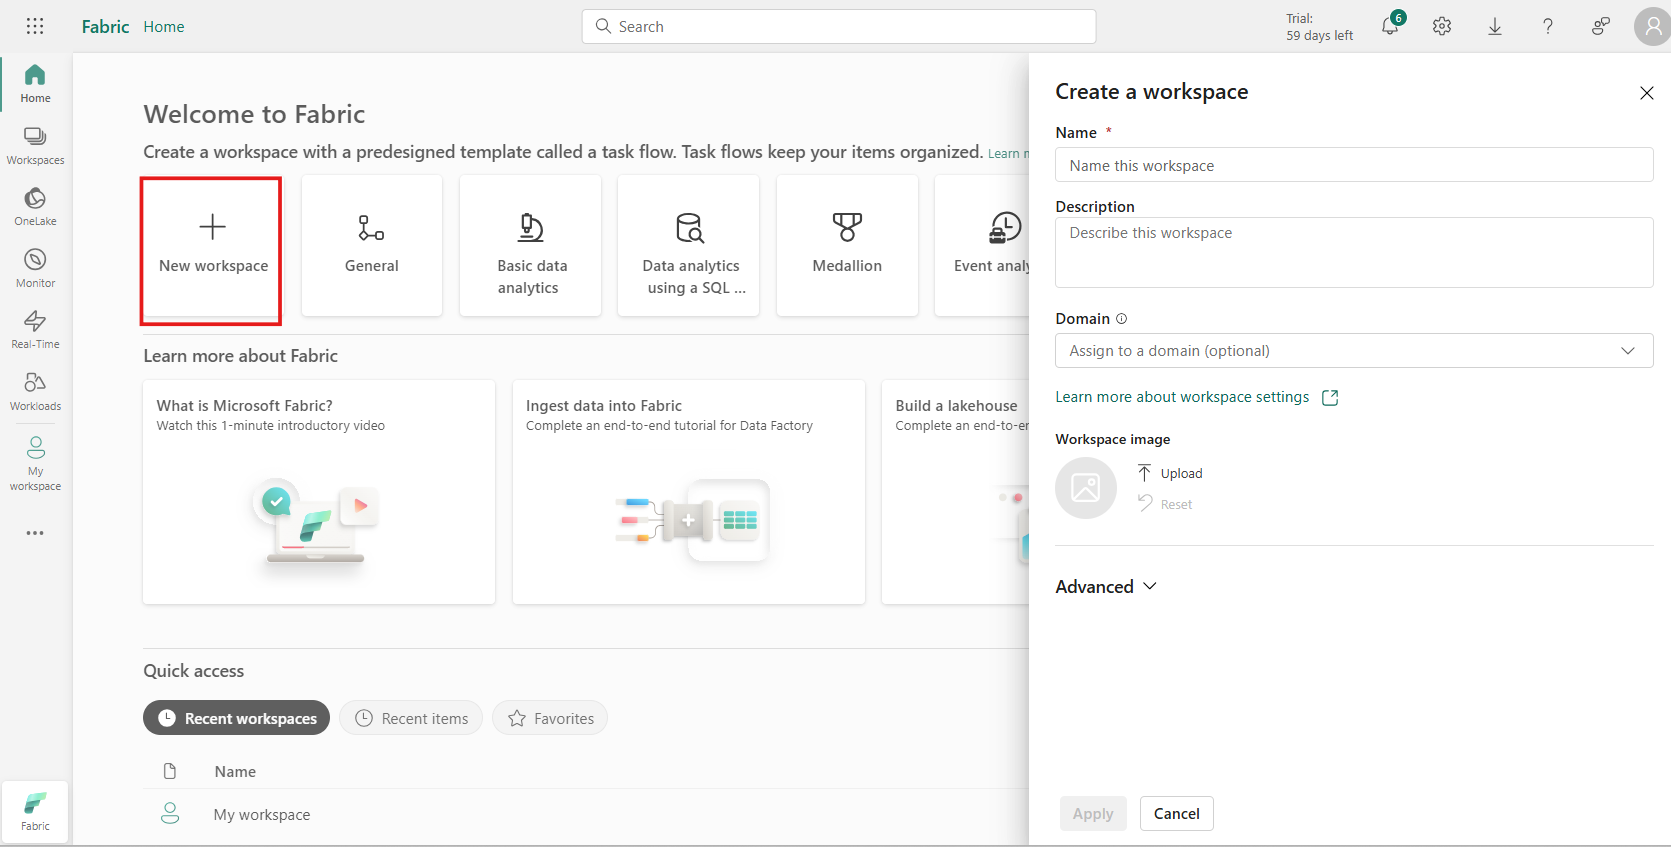 Fabric Home
Search
Trial:
59 days left
6
Home
Workspaces
OneLake
Monitor
Real-Time
Workloads
My
workspace
Fabric
Welcome to Fabric
Create a workspace with a predesigned template called a task flow. Task flows keep your items organized. Learn
New workspace
General
Basic data
analytics
Data analytics
using a SQL ...
Medallion
Event analy
Learn more about Fabric
What is Microsoft Fabric?
Watch this 1-minute introductory video
Ingest data into Fabric
Complete an end-to-end tutorial for Data Factory
Build a lakehouse
Complete an end-to-en
Quick access
Recent workspaces
Recent items
Favorites
Name
My workspace
Create a workspace
Name *
Name this workspace
Description
Describe this workspace
Domain
Assign to a domain (optional)
Learn more about workspace settings
Workspace image
Upload
Reset
Advanced
Apply
Cancel